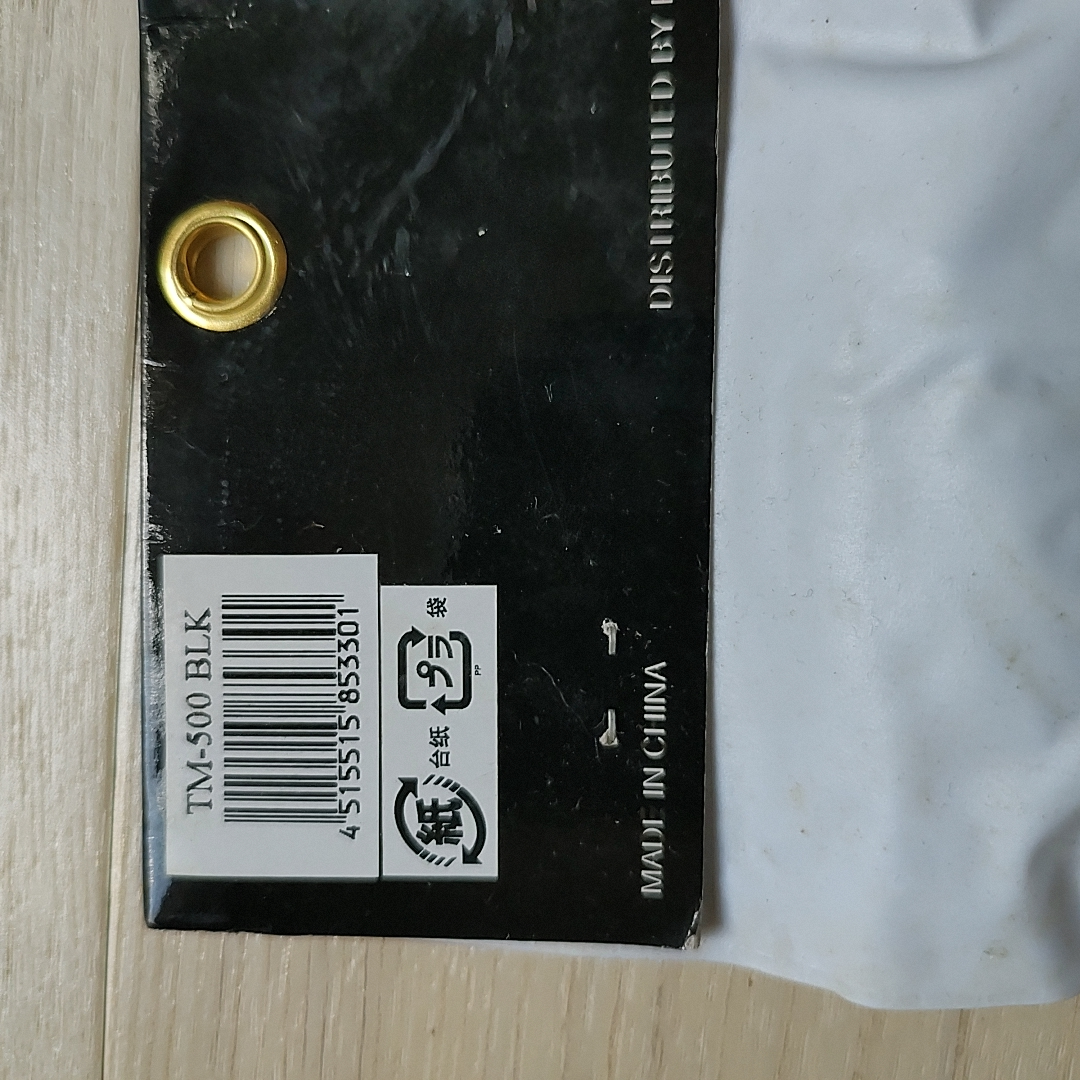 TM-500 BLK
4 515515 853301
紙 台紙 プラ 袋
PP
MADE IN CHINA DISTRIBUTED BY